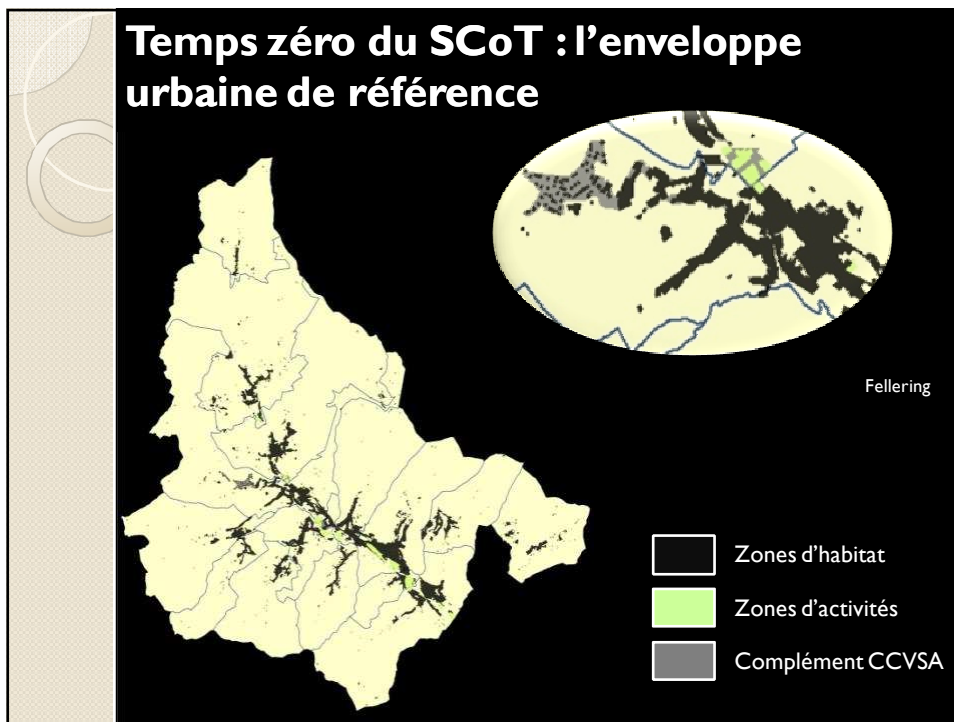 Temps zéro du SCoT : l’enveloppe
urbaine de référence
Fellering
Zones d’habitat
Zones d’activités
Complément CCVSA